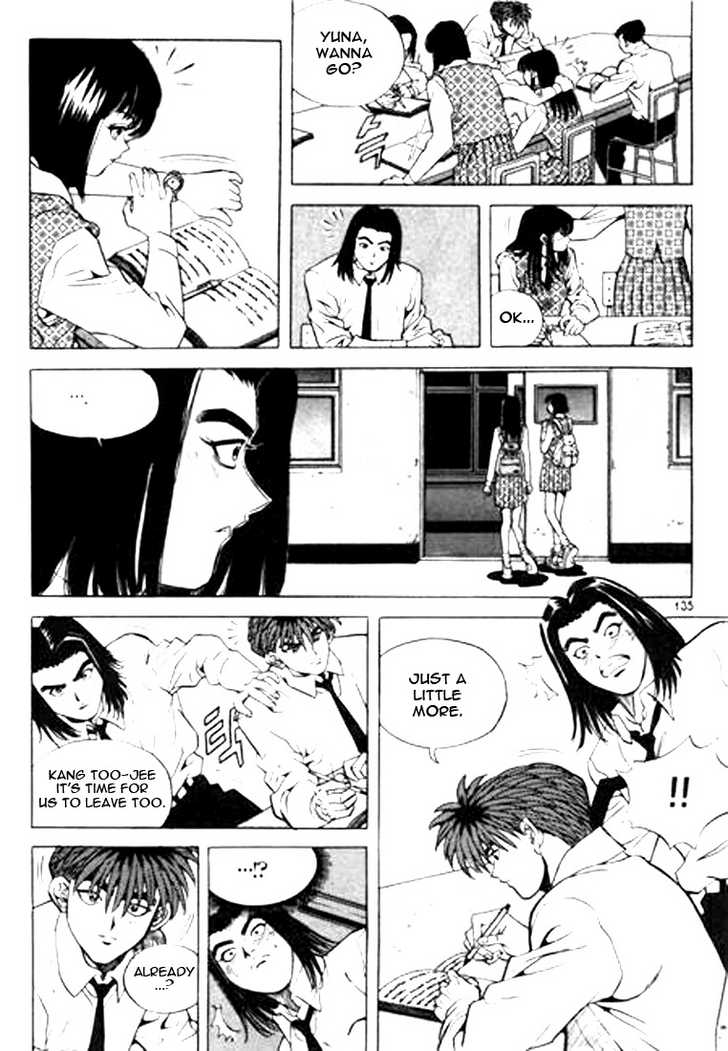 YUNA,
WANNA
GO?
OK...
....
135
KANG TOO-JEE
IT'S TIME FOR
US TO LEAVE TOO.
JUST A
LITTLE
MORE.
!!
ALREADY
...?
...!?